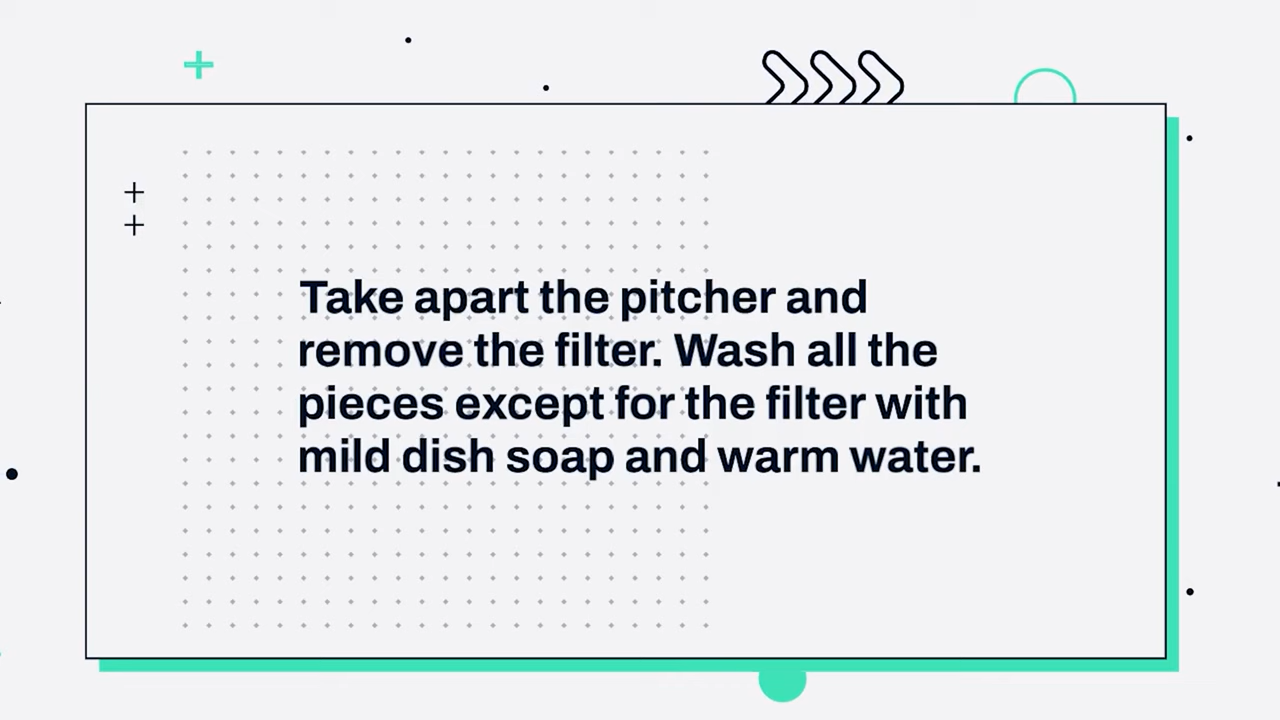 Take apart the pitcher and
remove the filter. Wash all the
pieces except for the filter with
mild dish soap and warm water.